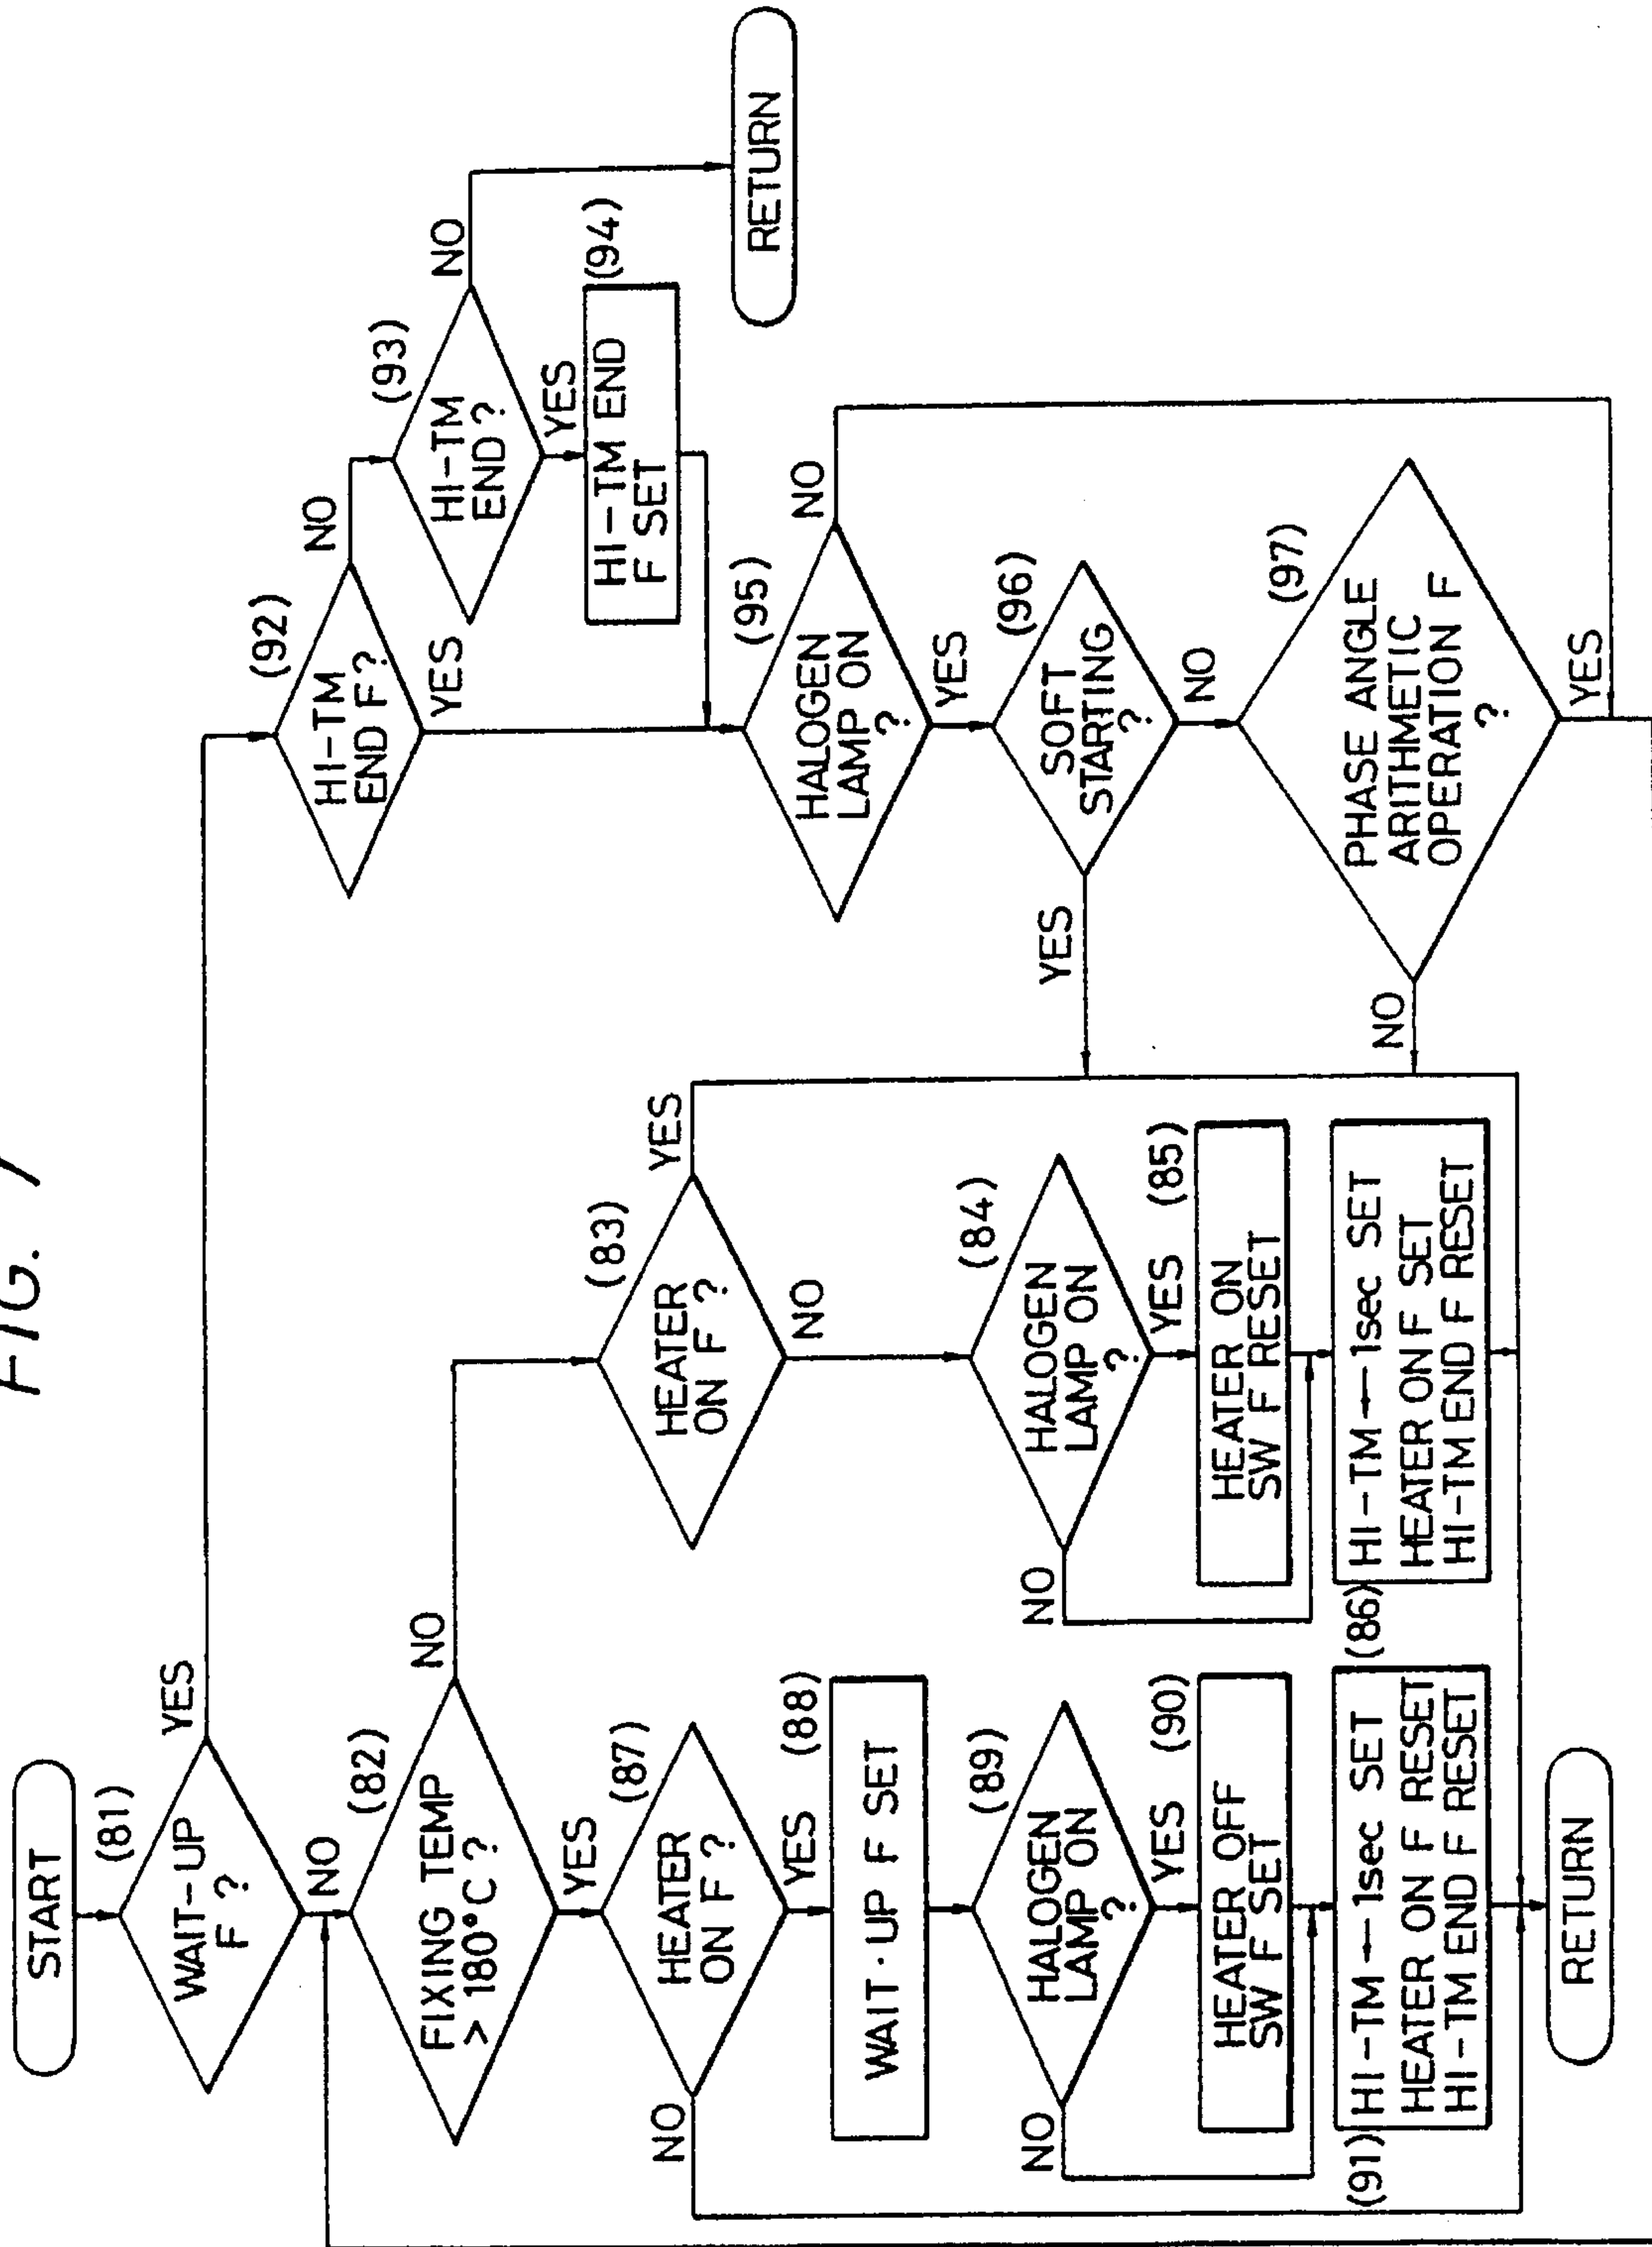 FIG. 7
START
(81)
WAIT-UP
F ?
YES
NO
(82)
FIXING TEMP
> 180°C ?
NO
YES
(87)
HEATER
ON F ?
NO
YES
(88)
WAIT·UP F SET
(89)
HALOGEN
LAMP ON
?
NO
YES
(90)
HEATER OFF
SW F SET
(91)
HI-TM←1sec SET
HEATER ON F RESET
HI-TM END F RESET
RETURN
(83)
HEATER
ON F ?
YES
NO
(84)
HALOGEN
LAMP ON
?
NO
YES
(85)
HEATER ON
SW F RESET
(86)
HI-TM←1sec SET
HEATER ON F SET
HI-TM END F RESET
(92)
HI-TM
END F ?
NO
YES
(93)
HI-TM
END ?
NO
YES
(94)
HI-TM END
F SET
RETURN
(95)
HALOGEN
LAMP ON
?
NO
YES
(96)
SOFT
STARTING
?
YES
NO
(97)
PHASE ANGLE
ARITHMETIC
OPERATION F
?
NO
YES